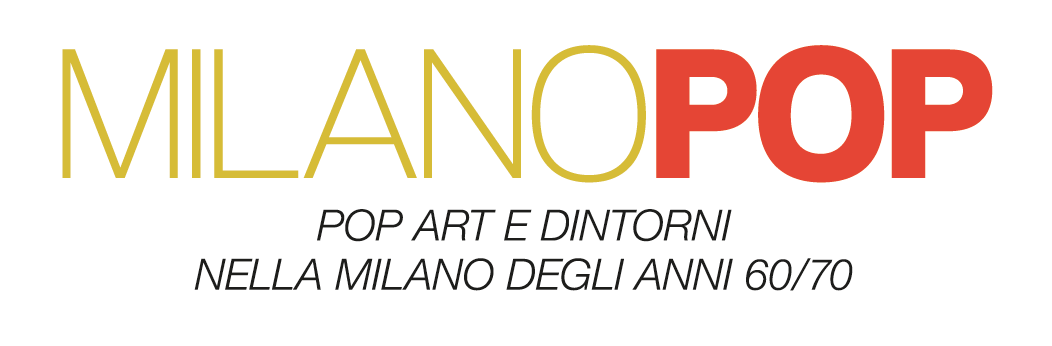 MILANOPOP
POP ART E DINTORNI
NELLA MILANO DEGLI ANNI 60/70